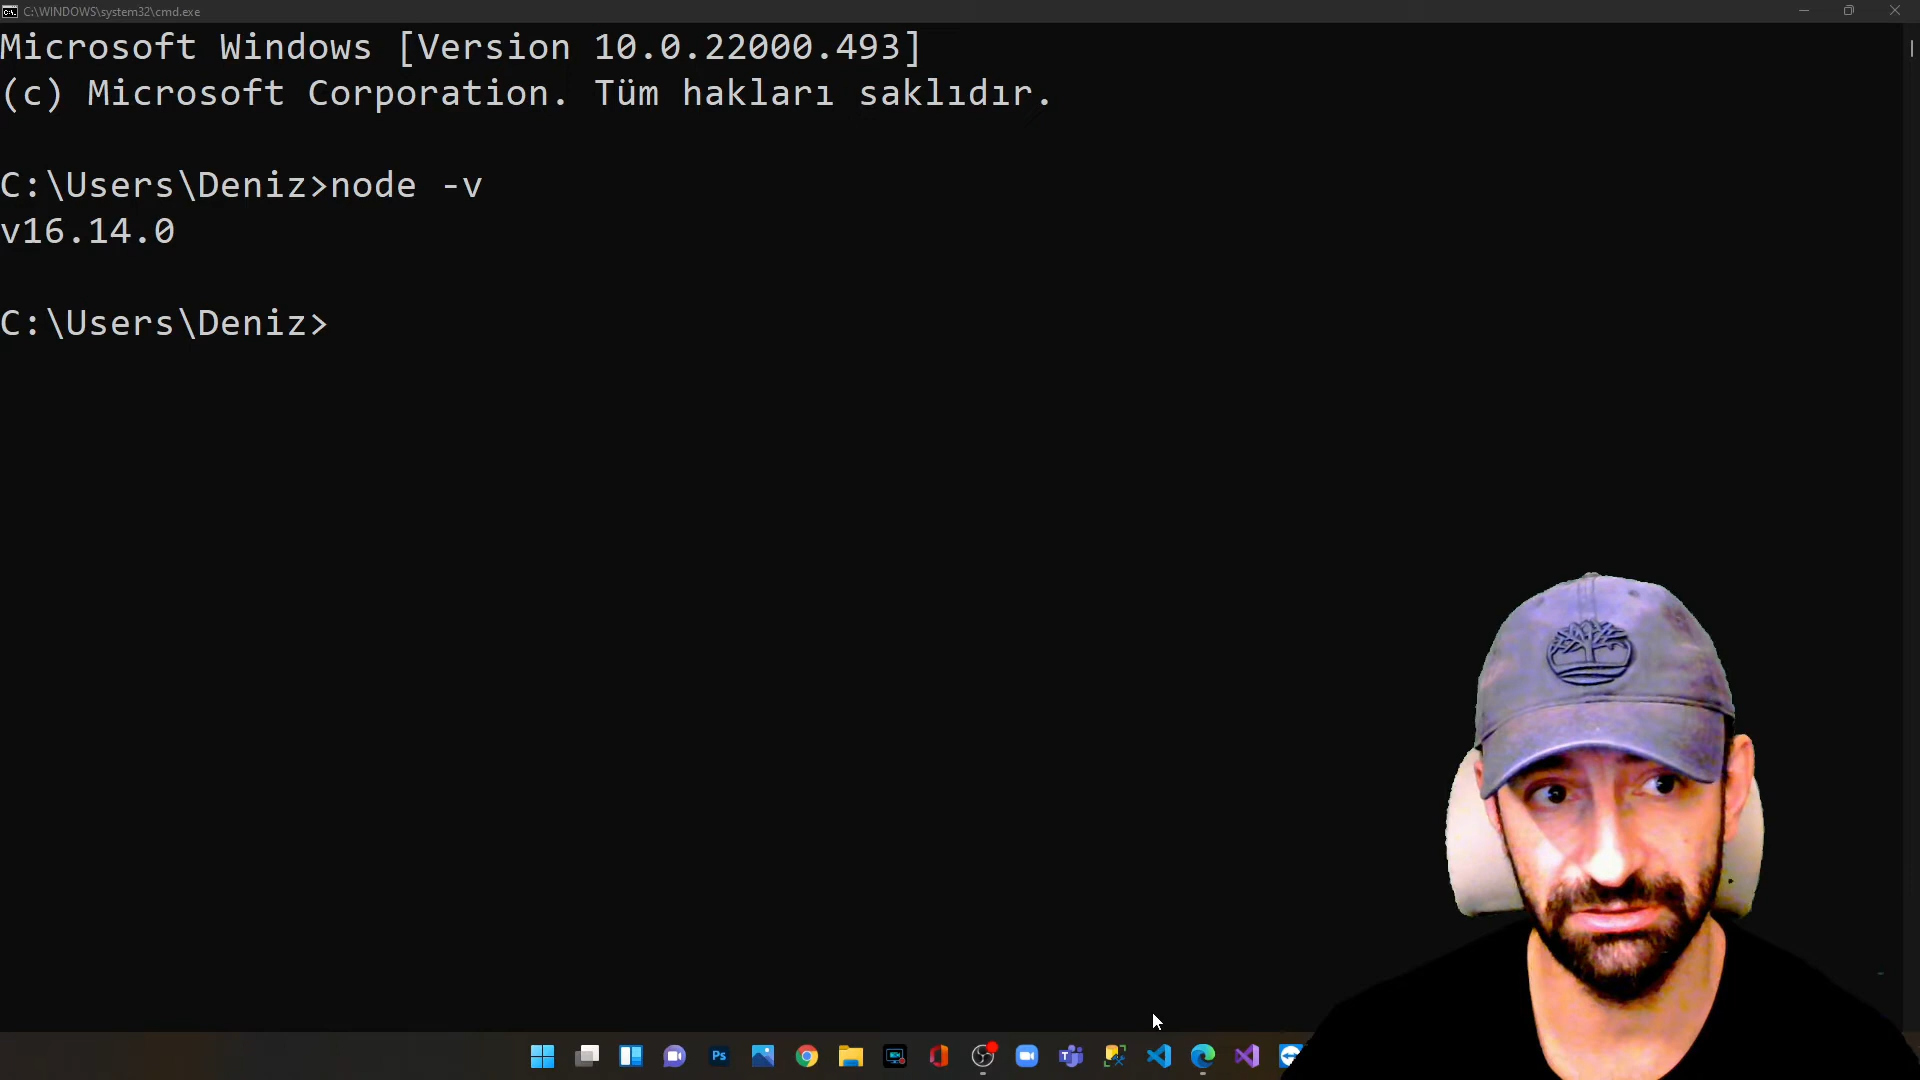 C:\WINDOWS\system32\cmd.exe
Microsoft Windows [Version 10.0.22000.493]
(c) Microsoft Corporation. Tüm hakları saklıdır.
C:\Users\Deniz>node -v
v16.14.0
C:\Users\Deniz>
Ps